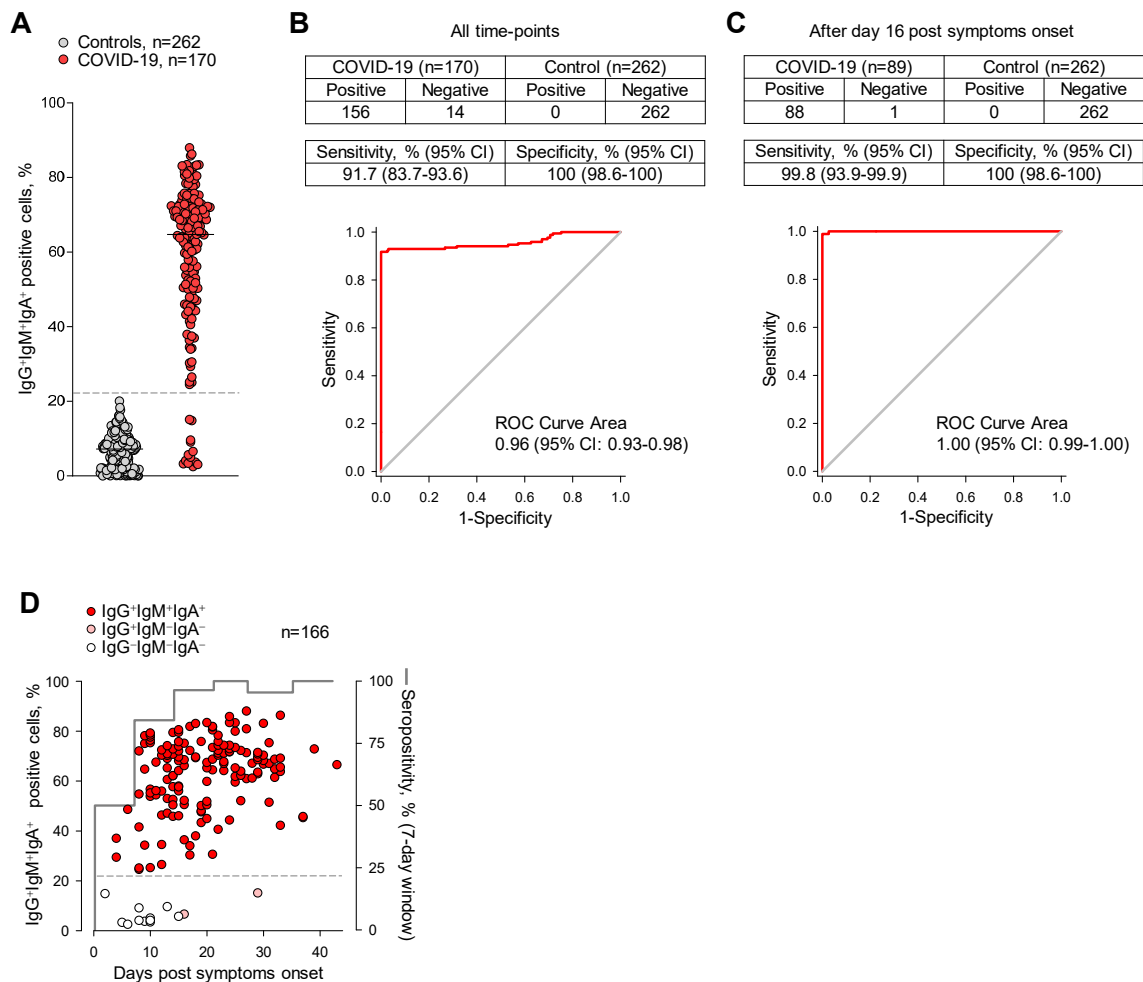 A
Controls, n=262
COVID-19, n=170
IgG⁺IgM⁺IgA⁺ positive cells, %
100
80
60
40
20
0
B
All time-points
COVID-19 (n=170) Control (n=262)
Positive Negative Positive Negative
156 14 0 262
Sensitivity, % (95% CI) Specificity, % (95% CI)
91.7 (83.7-93.6) 100 (98.6-100)
Sensitivity
1.0
0.8
0.6
0.4
0.2
0.0
ROC Curve Area
0.96 (95% CI: 0.93-0.98)
0.0 0.2 0.4 0.6 0.8 1.0
1-Specificity
C
After day 16 post symptoms onset
COVID-19 (n=89) Control (n=262)
Positive Negative Positive Negative
88 1 0 262
Sensitivity, % (95% CI) Specificity, % (95% CI)
99.8 (93.9-99.9) 100 (98.6-100)
Sensitivity
1.0
0.8
0.6
0.4
0.2
0.0
ROC Curve Area
1.00 (95% CI: 0.99-1.00)
0.0 0.2 0.4 0.6 0.8 1.0
1-Specificity
D
IgG⁺IgM⁺IgA⁺
IgG⁺IgM⁻IgA⁻
IgG⁻IgM⁻IgA⁻
n=166
IgG⁺IgM⁺IgA⁺ positive cells, %
100
80
60
40
20
0
100
75
50
25
0
Seropositivity, % (7-day window)
0 10 20 30 40
Days post symptoms onset